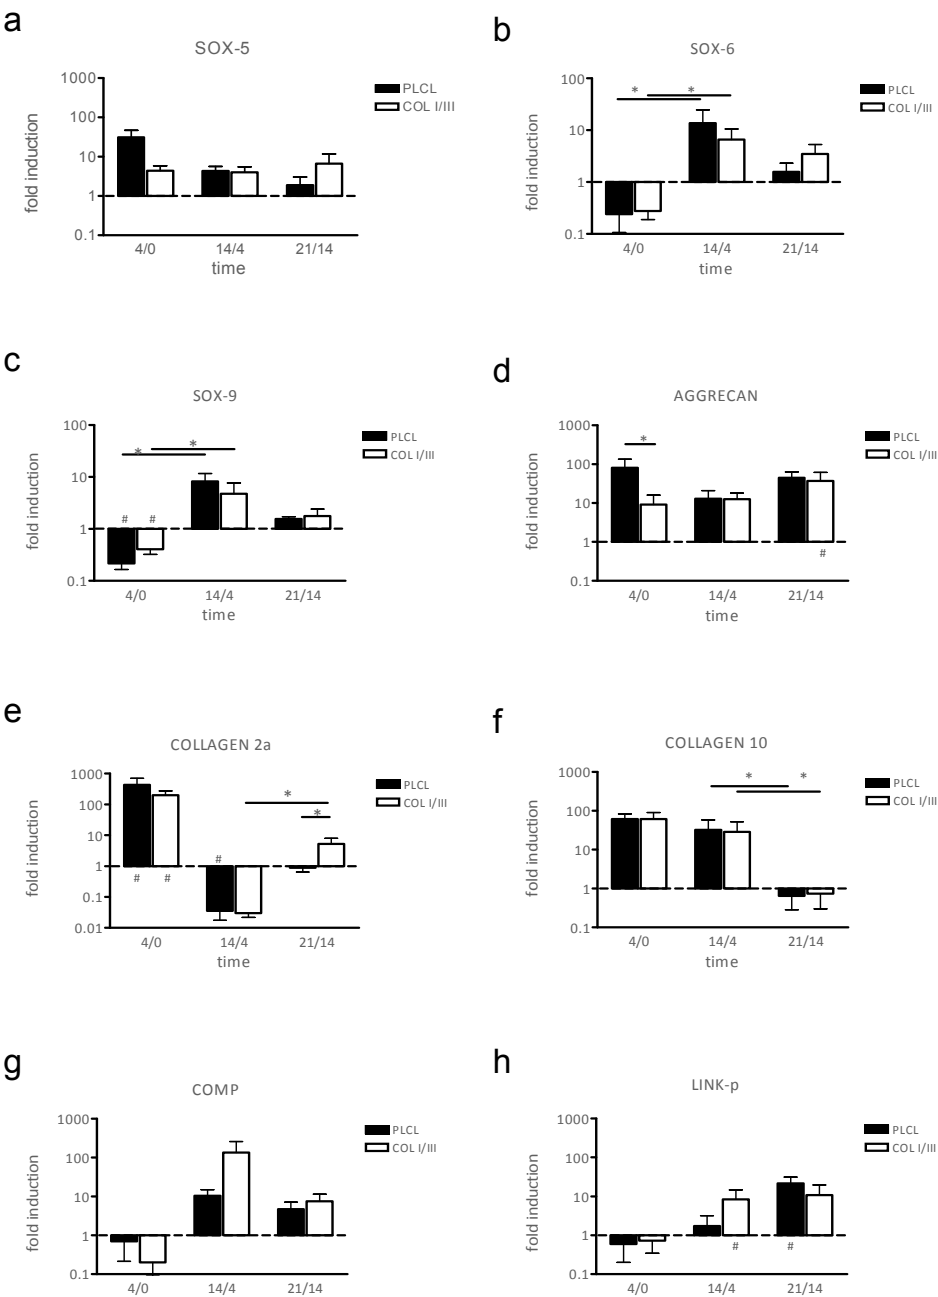 a
SOX-5
1000
100
10
1
0.1
fold induction
4/0 14/4 21/14
time
PLCL
COL I/III
b
SOX-6
100
10
1
0.1
fold induction
* *
4/0 14/4 21/14
time
PLCL
COL I/III
c
SOX-9
100
10
1
0.1
fold induction
* *
# #
4/0 14/4 21/14
time
PLCL
COL I/III
d
AGGRECAN
1000
100
10
1
0.1
fold induction
*
#
4/0 14/4 21/14
time
PLCL
COL I/III
e
COLLAGEN 2a
1000
100
10
1
0.1
0.01
fold induction
*
*
#
# #
4/0 14/4 21/14
time
PLCL
COL I/III
f
COLLAGEN 10
1000
100
10
1
0.1
fold induction
* *
4/0 14/4 21/14
time
PLCL
COL I/III
g
COMP
1000
100
10
1
0.1
fold induction
4/0 14/4 21/14
PLCL
COL I/III
h
LINK-p
1000
100
10
1
0.1
fold induction
# #
4/0 14/4 21/14
PLCL
COL I/III